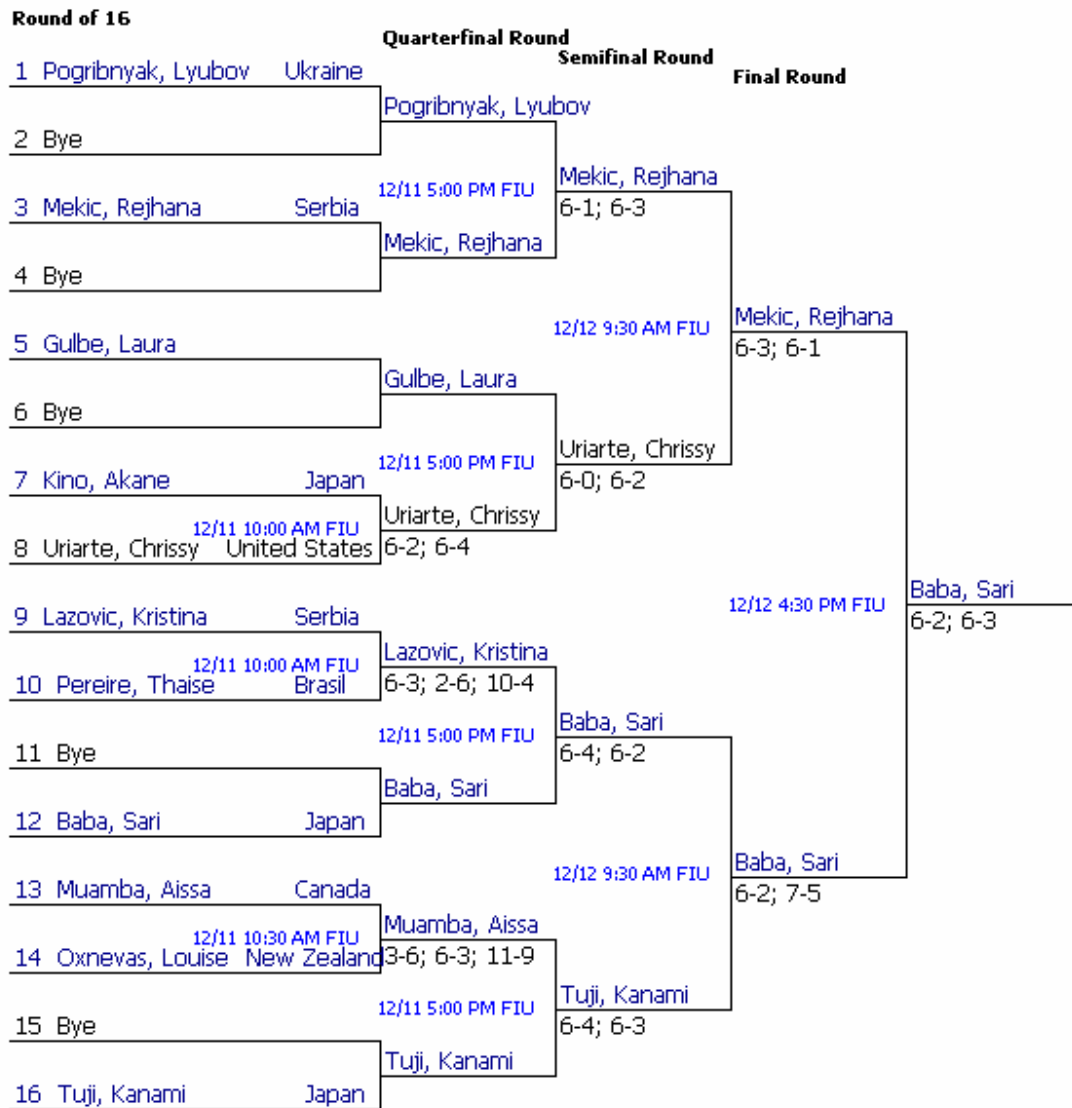 Round of 16
Quarterfinal Round
Semifinal Round
Final Round
1 Pogribnyak, Lyubov Ukraine
Pogribnyak, Lyubov
2 Bye
12/11 5:00 PM FIU
Mekic, Rejhana
6-1; 6-3
3 Mekic, Rejhana Serbia
Mekic, Rejhana
4 Bye
12/12 9:30 AM FIU
Mekic, Rejhana
6-3; 6-1
5 Gulbe, Laura
Gulbe, Laura
6 Bye
12/11 5:00 PM FIU
Uriarte, Chrissy
6-0; 6-2
7 Kino, Akane Japan
12/11 10:00 AM FIU
Uriarte, Chrissy
6-2; 6-4
8 Uriarte, Chrissy United States
12/12 4:30 PM FIU
Baba, Sari
6-2; 6-3
9 Lazovic, Kristina Serbia
12/11 10:00 AM FIU
Lazovic, Kristina
6-3; 2-6; 10-4
10 Pereire, Thaise Brasil
12/11 5:00 PM FIU
Baba, Sari
6-4; 6-2
11 Bye
Baba, Sari
12 Baba, Sari Japan
12/12 9:30 AM FIU
Baba, Sari
6-2; 7-5
13 Muamba, Aissa Canada
12/11 10:30 AM FIU
Muamba, Aissa
3-6; 6-3; 11-9
14 Oxnevas, Louise New Zealand
12/11 5:00 PM FIU
Tuji, Kanami
6-4; 6-3
15 Bye
Tuji, Kanami
16 Tuji, Kanami Japan